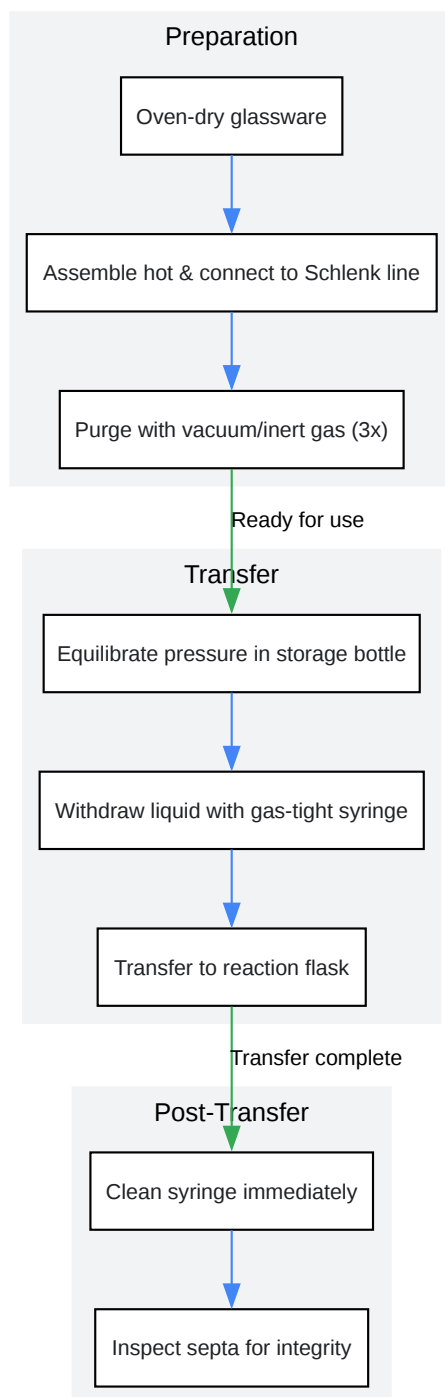 Preparation
Oven-dry glassware
Assemble hot & connect to Schlenk line
Purge with vacuum/inert gas (3x)
Ready for use
Transfer
Equilibrate pressure in storage bottle
Withdraw liquid with gas-tight syringe
Transfer to reaction flask
Transfer complete
Post-Transfer
Clean syringe immediately
Inspect septa for integrity